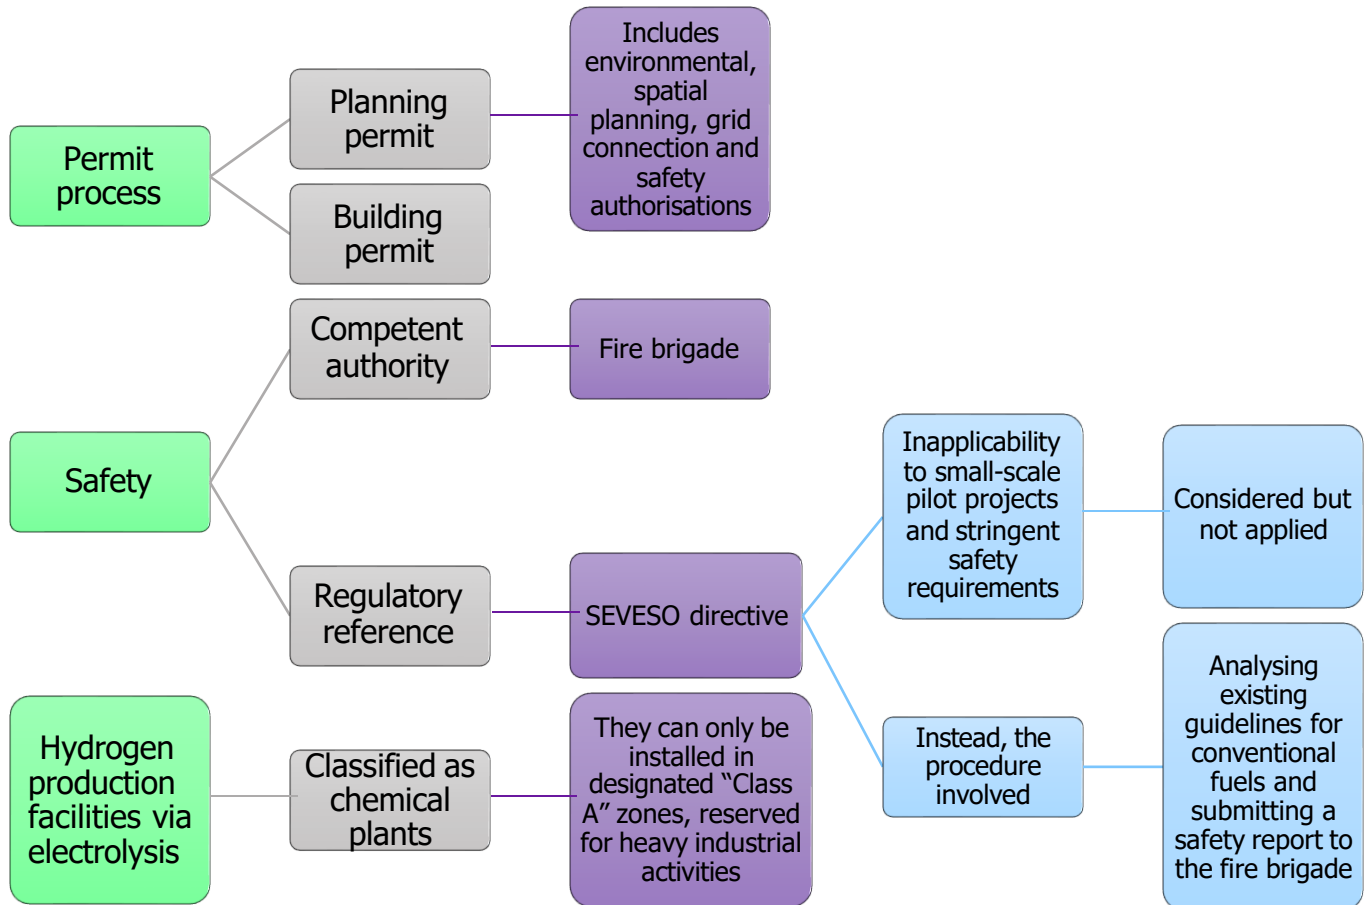 Permit
process
Planning
permit
Includes
environmental,
spatial
planning, grid
connection and
safety
authorisations
Building
permit
Safety
Competent
authority
Fire brigade
Regulatory
reference
SEVESO directive
Inapplicability
to small-scale
pilot projects
and stringent
safety
requirements
Considered but
not applied
Instead, the
procedure
involved
Analysing
existing
guidelines for
conventional
fuels and
submitting a
safety report to
the fire brigade
Hydrogen
production
facilities via
electrolysis
Classified as
chemical
plants
They can only be
installed in
designated “Class
A” zones, reserved
for heavy industrial
activities